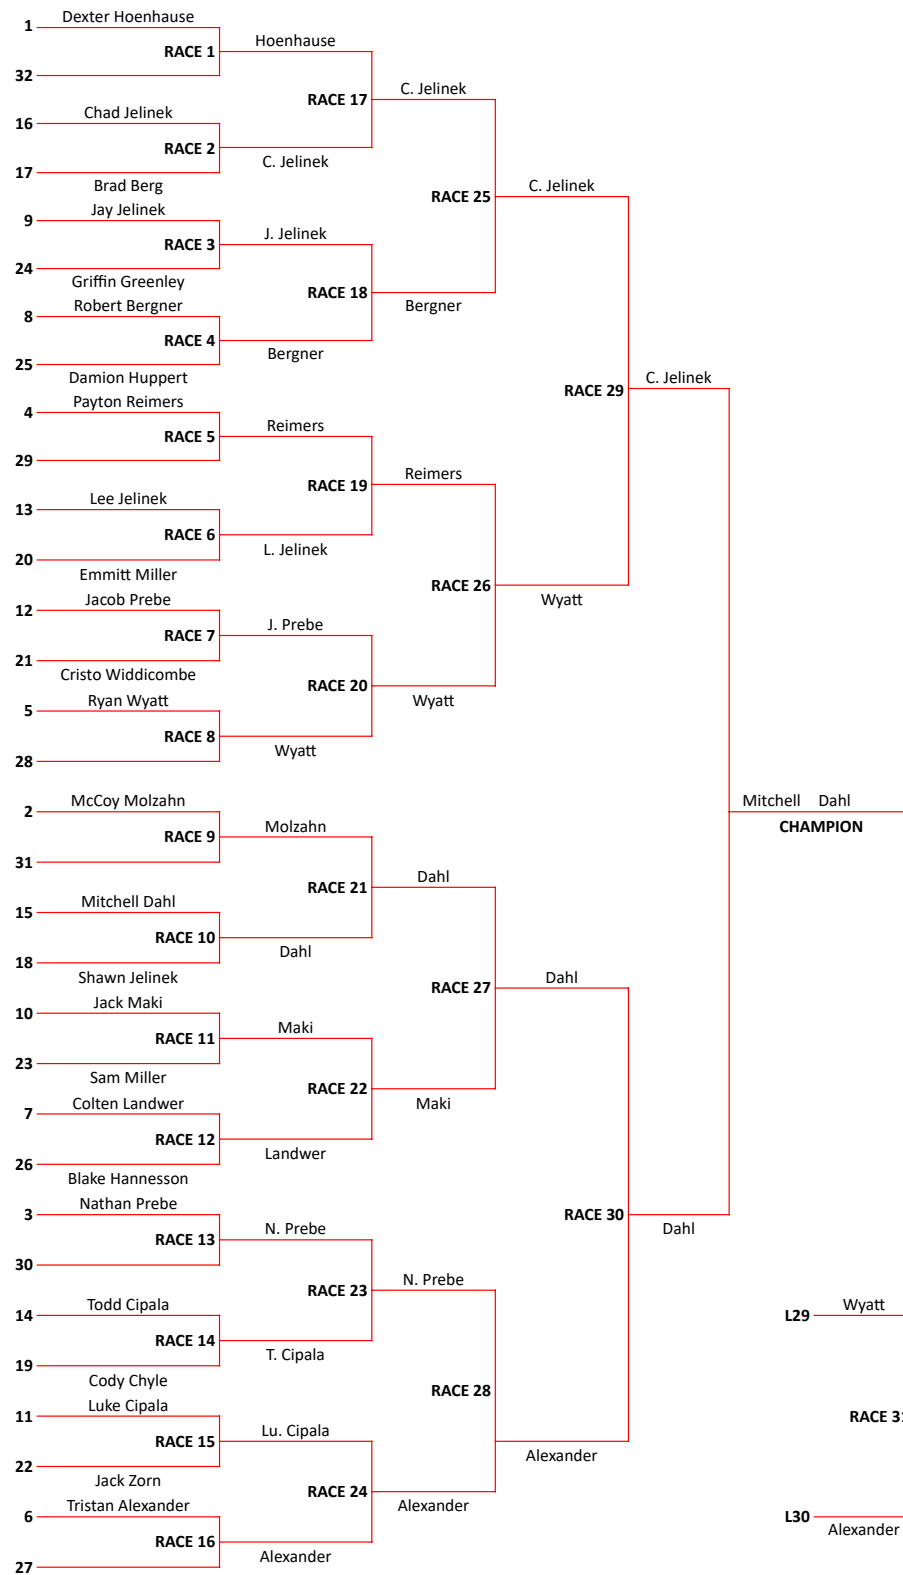 1 Dexter Hoenhause
RACE 1 Hoenhause
32
RACE 17 C. Jelinek
16 Chad Jelinek
RACE 2 C. Jelinek
17 Brad Berg
RACE 25 C. Jelinek
9 Jay Jelinek
RACE 3 J. Jelinek
24 Griffin Greenley
RACE 18 Bergner
8 Robert Bergner
RACE 4 Bergner
25 Damion Huppert
RACE 29 C. Jelinek
4 Payton Reimers
RACE 5 Reimers
29
RACE 19 Reimers
13 Lee Jelinek
RACE 6 L. Jelinek
20 Emmitt Miller
RACE 26 Wyatt
12 Jacob Prebe
RACE 7 J. Prebe
21 Cristo Widdicombe
RACE 20 Wyatt
5 Ryan Wyatt
RACE 8 Wyatt
28
Mitchell Dahl
CHAMPION
2 McCoy Molzahn
RACE 9 Molzahn
31
RACE 21 Dahl
15 Mitchell Dahl
RACE 10 Dahl
18 Shawn Jelinek
RACE 27 Dahl
10 Jack Maki
RACE 11 Maki
23 Sam Miller
RACE 22 Maki
7 Colten Landwer
RACE 12 Landwer
26 Blake Hannesson
RACE 30 Dahl
3 Nathan Prebe
RACE 13 N. Prebe
30
RACE 23 N. Prebe
14 Todd Cipala
RACE 14 T. Cipala
19 Cody Chyle
RACE 28 Alexander
11 Luke Cipala
RACE 15 Lu. Cipala
22 Jack Zorn
RACE 24 Alexander
6 Tristan Alexander
RACE 16 Alexander
27
L29 Wyatt
RACE 31
L30 Alexander